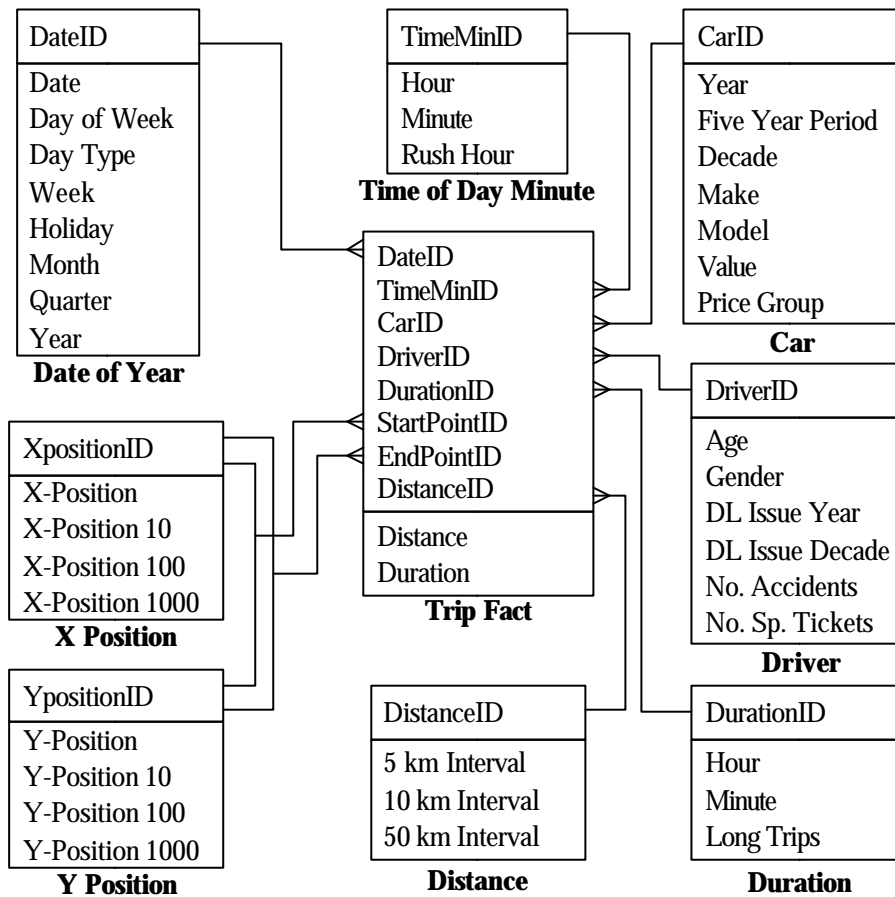 DateID
Date
Day of Week
Day Type
Week
Holiday
Month
Quarter
Year
Date of Year
TimeMinID
Hour
Minute
Rush Hour
Time of Day Minute
CarID
Year
Five Year Period
Decade
Make
Model
Value
Price Group
Car
DateID
TimeMinID
CarID
DriverID
DurationID
StartPointID
EndPointID
DistanceID
Distance
Duration
Trip Fact
XpositionID
X-Position
X-Position 10
X-Position 100
X-Position 1000
X Position
DriverID
Age
Gender
DL Issue Year
DL Issue Decade
No. Accidents
No. Sp. Tickets
Driver
YpositionID
Y-Position
Y-Position 10
Y-Position 100
Y-Position 1000
Y Position
DistanceID
5 km Interval
10 km Interval
50 km Interval
Distance
DurationID
Hour
Minute
Long Trips
Duration